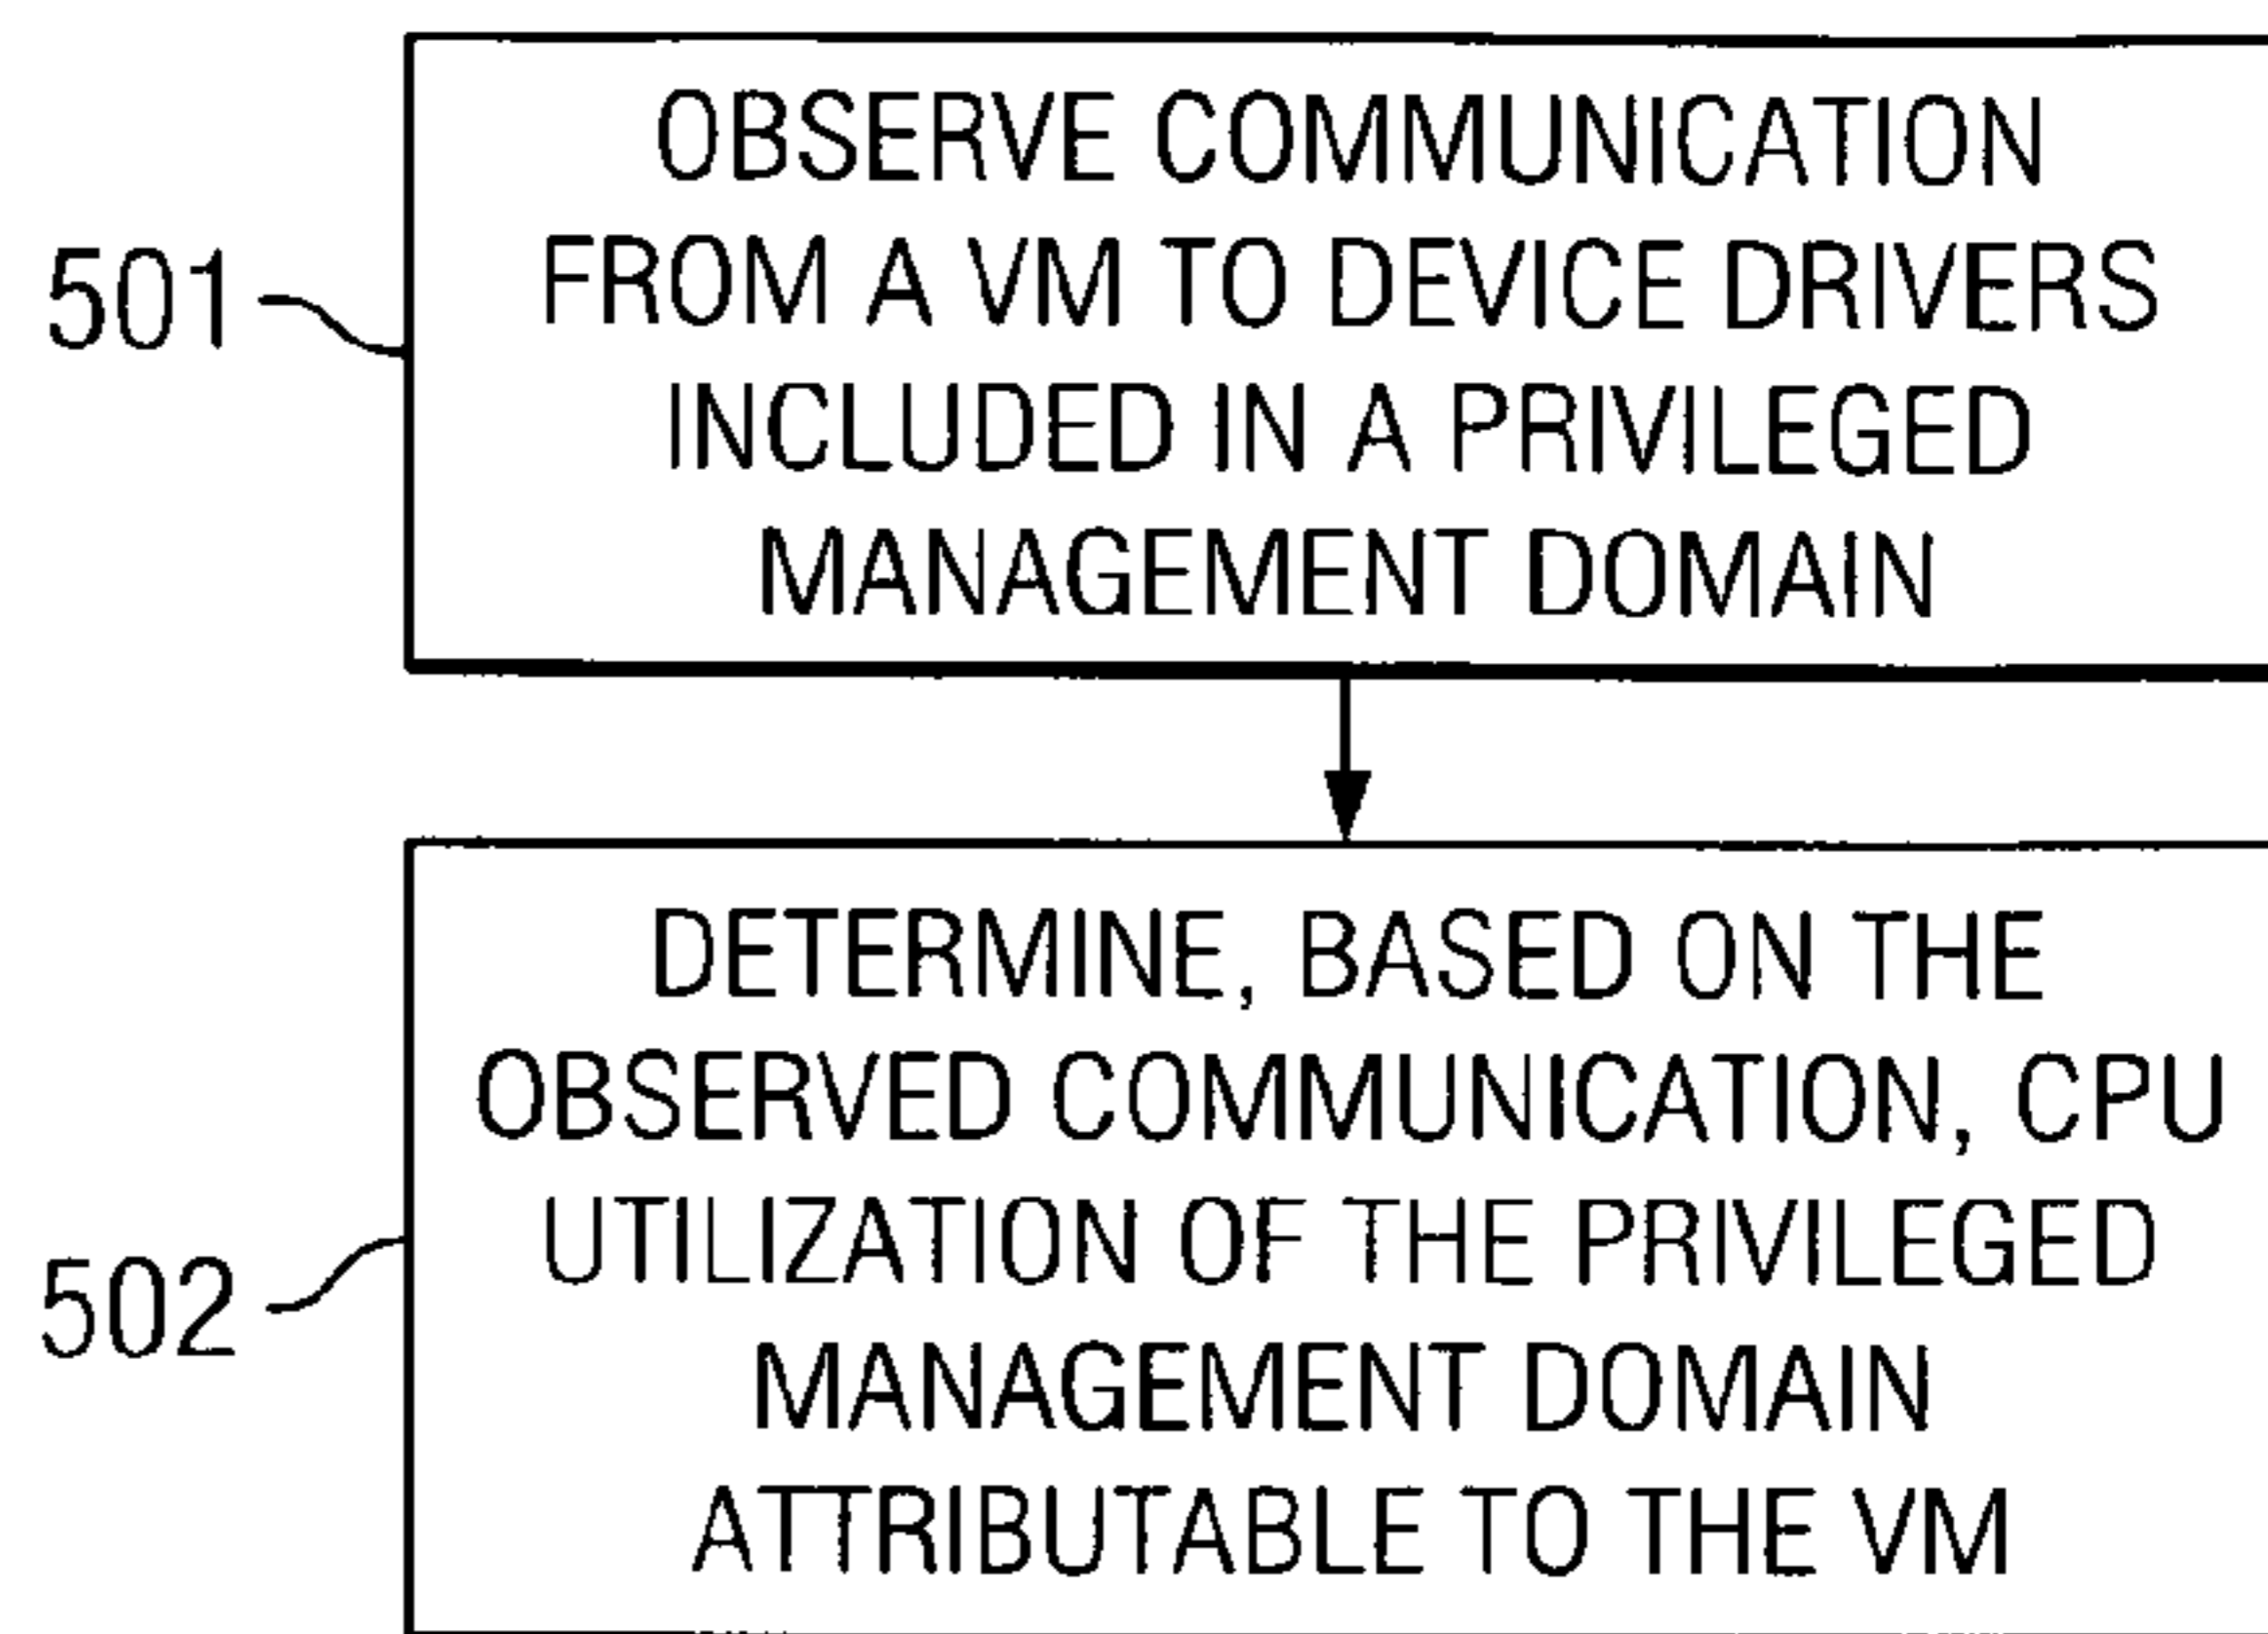 501
OBSERVE COMMUNICATION
FROM A VM TO DEVICE DRIVERS
INCLUDED IN A PRIVILEGED
MANAGEMENT DOMAIN
502
DETERMINE, BASED ON THE
OBSERVED COMMUNICATION, CPU
UTILIZATION OF THE PRIVILEGED
MANAGEMENT DOMAIN
ATTRIBUTABLE TO THE VM